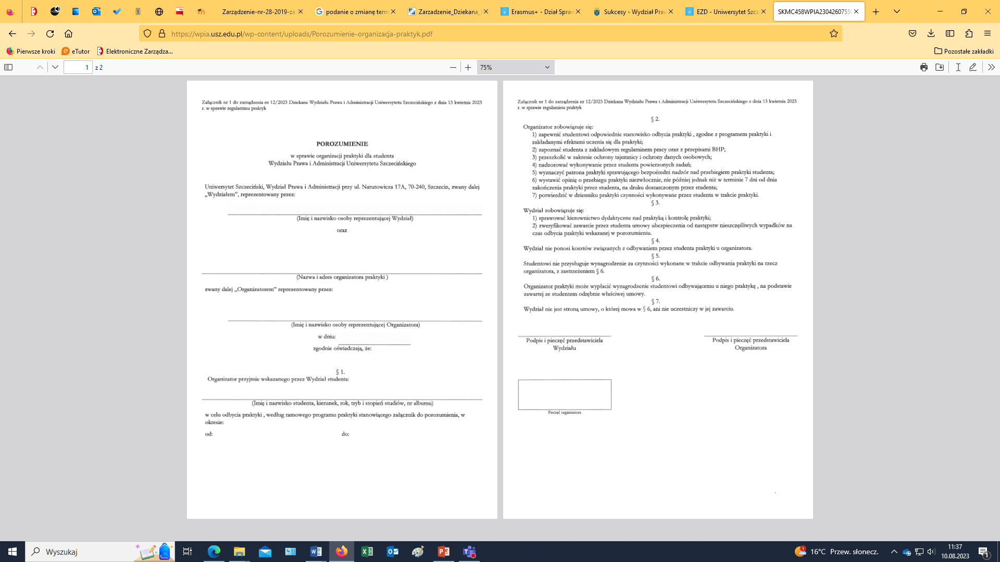 Zarządzenie-nr-28-2019-za
podanie o zmianę term
Zarzadzenie_Dziekana_
Erasmus+ - Dział Spraw
Sukcesy - Wydział Praw
EZD - Uniwersytet Szcz
SKMC458WPIA230426075
https://wpia.usz.edu.pl/wp-content/uploads/Porozumienie-organizacja-praktyk.pdf
Pierwsze kroki
eTutor
Elektroniczne Zarządza...
Pozostałe zakładki
1 z 2
75%
Załącznik nr 1 do zarządzenia nr 12/2023 Dziekana Wydziału Prawa i Administracji Uniwersytetu Szczecińskiego z dnia 13 kwietnia 2023
r. w sprawie regulaminu praktyk
POROZUMIENIE
w sprawie organizacji praktyki dla studenta
Wydziału Prawa i Administracji Uniwersytetu Szczecińskiego
Uniwersytet Szczeciński, Wydział Prawa i Administracji przy ul. Narutowicza 17A, 70-240, Szczecin, zwany dalej
„Wydziałem”, reprezentowany przez:
(Imię i nazwisko osoby reprezentującej Wydział)
oraz
(Nazwa i adres organizatora praktyki )
zwany dalej „Organizatorem” reprezentowany przez:
(Imię i nazwisko osoby reprezentującej Organizatora)
w dniu:
zgodnie oświadczają, że:
§ 1.
Organizator przyjmie wskazanego przez Wydział studenta:
(Imię i nazwisko studenta, kierunek, rok, tryb i stopień studiów, nr albumu)
w celu odbycia praktyki , według ramowego programu praktyki stanowiącego załącznik do porozumienia, w
okresie:
od: do:
Załącznik nr 1 do zarządzenia nr 12/2023 Dziekana Wydziału Prawa i Administracji Uniwersytetu Szczecińskiego z dnia 13 kwietnia 2023
r. w sprawie regulaminu praktyk
§ 2.
Organizator zobowiązuje się:
1) zapewnić studentowi odpowiednie stanowisko odbycia praktyki , zgodne z programem praktyki i
zakładanymi efektami uczenia się dla praktyki;
2) zapoznać studenta z zakładowym regulaminem pracy oraz z przepisami BHP;
3) przeszkolić w zakresie ochrony tajemnicy i ochrony danych osobowych;
4) nadzorować wykonywanie przez studenta powierzonych zadań;
5) wyznaczyć patrona praktyki sprawującego bezpośredni nadzór nad przebiegiem praktyki studenta;
6) wystawić opinię o przebiegu praktyki niezwłocznie, nie później jednak niż w terminie 7 dni od dnia
zakończenia praktyki przez studenta, na druku dostarczonym przez studenta;
7) potwierdzić w dzienniku praktyki czynności wykonywane przez studenta w trakcie praktyki.
§ 3.
Wydział zobowiązuje się:
1) sprawować kierownictwo dydaktyczne nad praktyką i kontrolę praktyki;
2) zweryfikować zawarcie przez studenta umowy ubezpieczenia od następstw nieszczęśliwych wypadków na
czas odbycia praktyki wskazanej w porozumieniu.
§ 4.
Wydział nie ponosi kosztów związanych z odbywaniem przez studenta praktyki u organizatora.
§ 5.
Studentowi nie przysługuje wynagrodzenie za czynności wykonane w trakcie odbywania praktyki na rzecz
organizatora, z zastrzeżeniem § 6.
§ 6.
Organizator praktyki może wypłacić wynagrodzenie studentowi odbywającemu u niego praktykę , na podstawie
zawartej ze studentem odrębnie właściwej umowy.
§ 7.
Wydział nie jest stroną umowy, o której mowa w § 6, ani nie uczestniczy w jej zawarciu.
Podpis i pieczęć przedstawiciela
Wydziału
Podpis i pieczęć przedstawiciela
Organizatora
Pieczęć organizatora
Wyszukaj
16°C Przew. słonecz.
11:37
10.08.2023
1